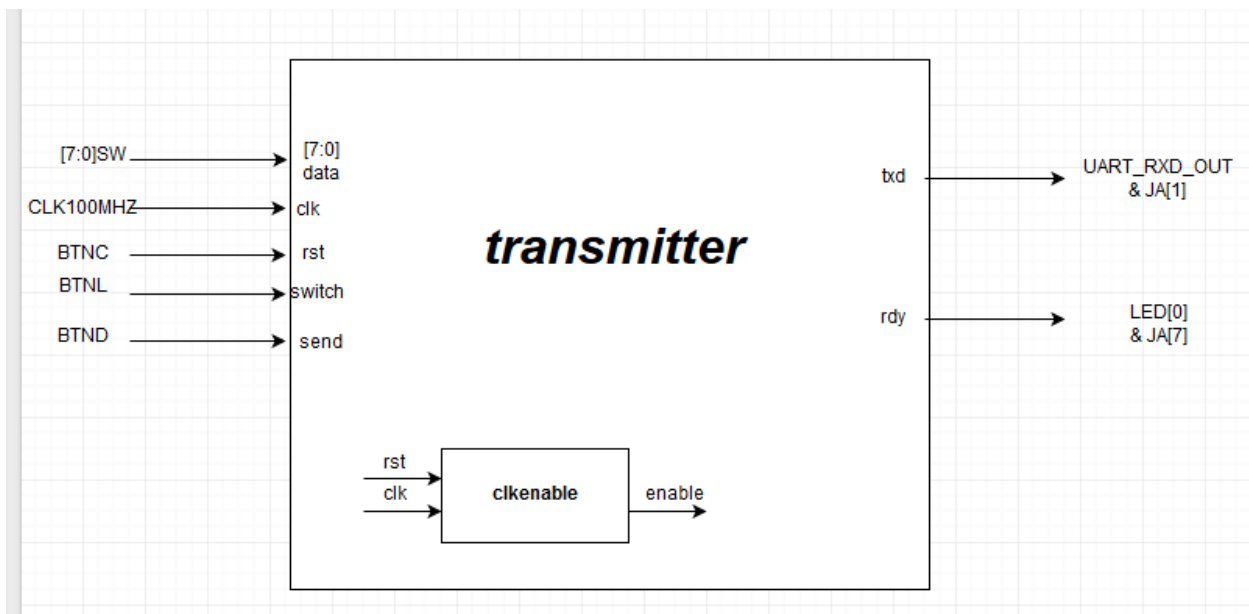 [7:0]SW
CLK100MHZ
BTNC
BTNL
BTND
[7:0]
data
clk
rst
switch
send
transmitter
txd
rdy
UART_RXD_OUT
& JA[1]
LED[0]
& JA[7]
rst
clk
clkenable
enable